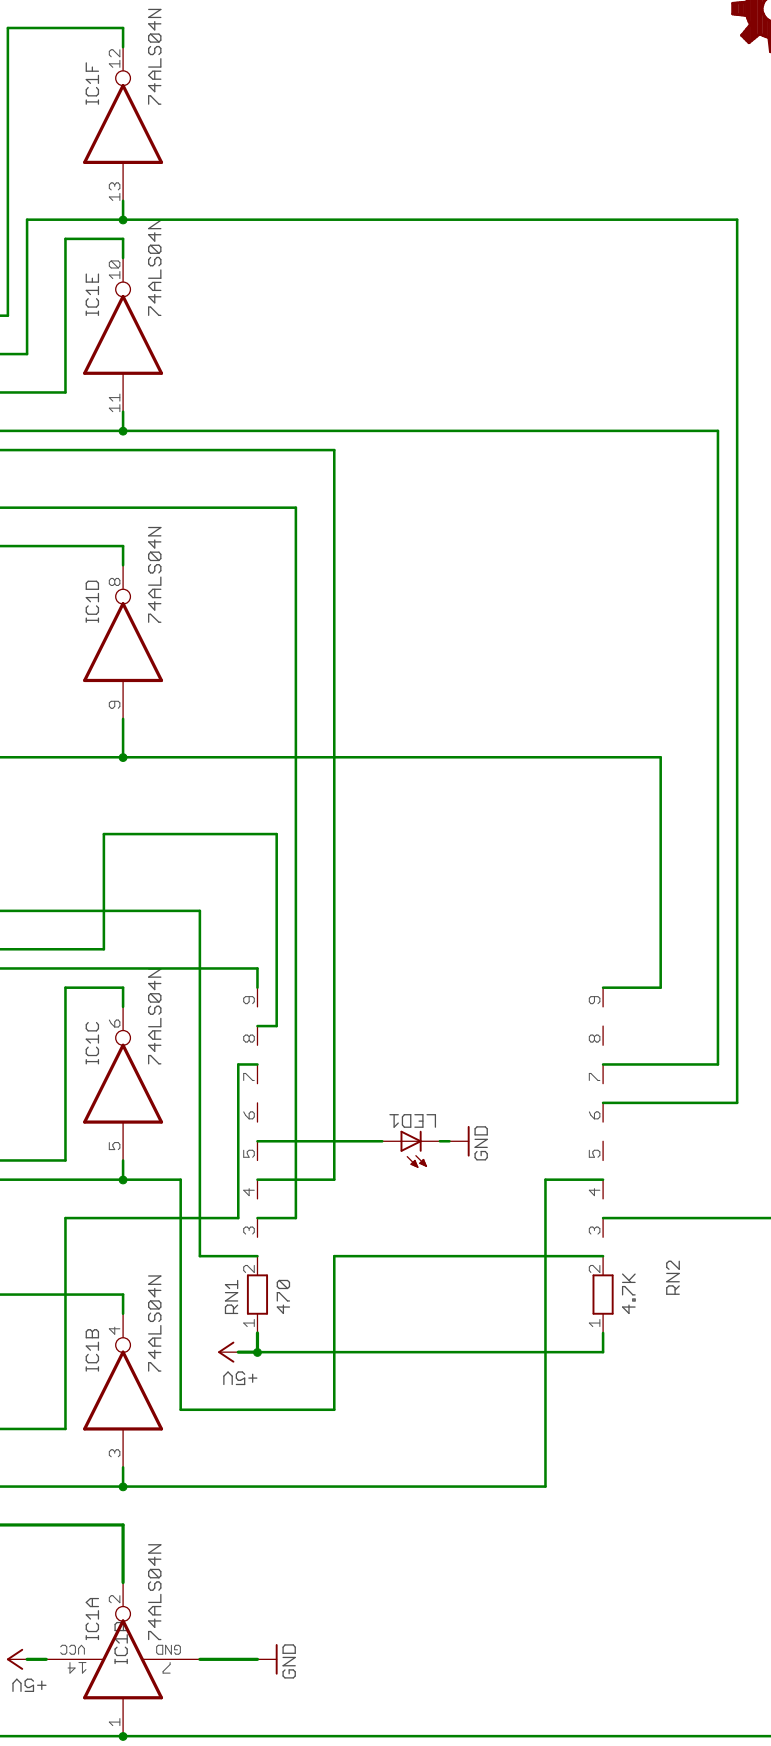 IC1F
12
13
74ALS04N
IC1E
10
11
74ALS04N
IC1D
8
9
74ALS04N
IC1C
6
5
74ALS04N
9
8
7
6
5
4
3
2
1
RN1
470
+5V
LED1
GND
9
8
7
6
5
4
3
2
1
4.7K
RN2
IC1B
4
3
74ALS04N
IC1A
2
1
74ALS04N
IC1P
VCC
14
GND
7
+5V
GND